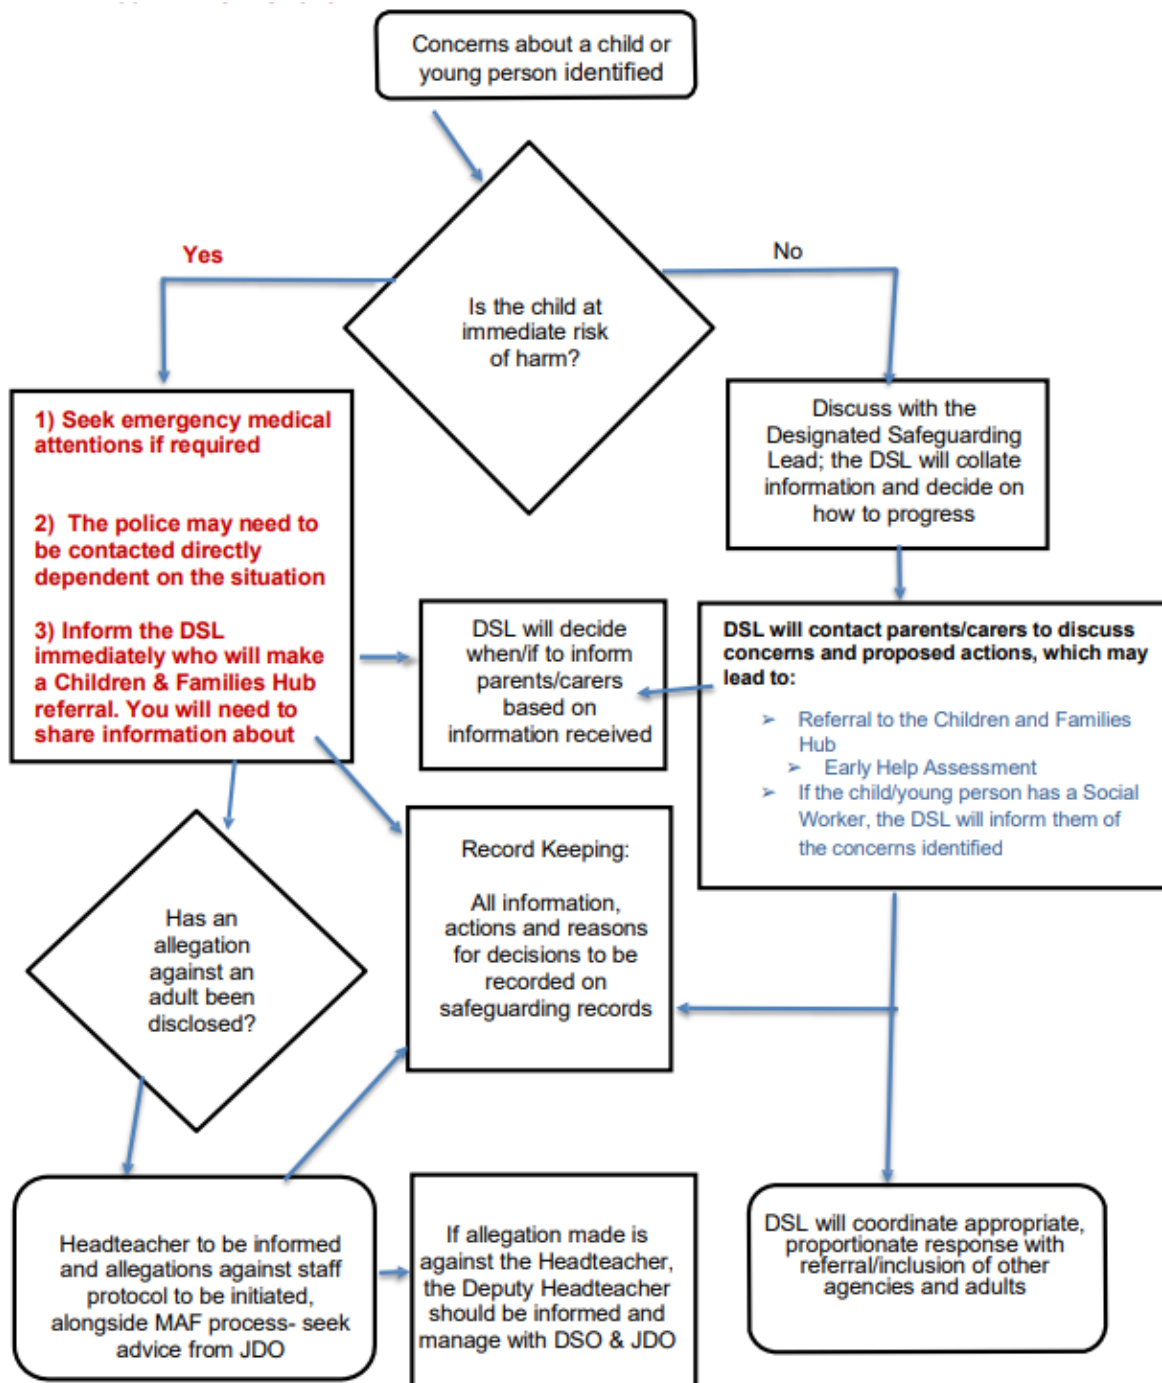 Concerns about a child or
young person identified
Yes
No
Is the child at
immediate risk
of harm?
1) Seek emergency medical
attentions if required
2) The police may need to
be contacted directly
dependent on the situation
3) Inform the DSL
immediately who will make
a Children & Families Hub
referral. You will need to
share information about
Discuss with the
Designated Safeguarding
Lead; the DSL will collate
information and decide on
how to progress
DSL will decide
when/if to inform
parents/carers
based on
information received
DSL will contact parents/carers to discuss
concerns and proposed actions, which may
lead to:
➢ Referral to the Children and Families
Hub
➢ Early Help Assessment
➢ If the child/young person has a Social
Worker, the DSL will inform them of
the concerns identified
Has an
allegation
against an
adult been
disclosed?
Record Keeping:
All information,
actions and reasons
for decisions to be
recorded on
safeguarding records
Headteacher to be informed
and allegations against staff
protocol to be initiated,
alongside MAF process- seek
advice from JDO
If allegation made is
against the Headteacher,
the Deputy Headteacher
should be informed and
manage with DSO & JDO
DSL will coordinate appropriate,
proportionate response with
referral/inclusion of other
agencies and adults